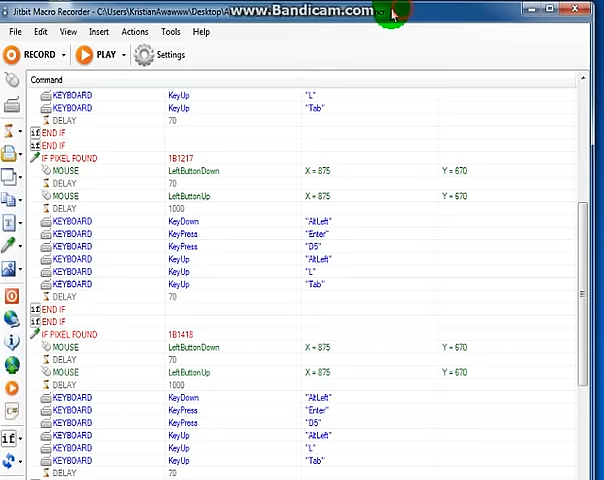 Jitbit Macro Recorder - C:\Users\KristianAwawww\Desktop\A
www.Bandicam.com
File Edit View Insert Actions Tools Help
RECORD PLAY Settings
Command
KEYBOARD KeyUp "L"
KEYBOARD KeyUp "Tab"
DELAY 70
if END IF
if END IF
IF PIXEL FOUND 1B1217
MOUSE LeftButtonDown X = 875 Y = 670
DELAY 70
MOUSE LeftButtonUp X = 875 Y = 670
DELAY 1000
KEYBOARD KeyDown "AltLeft"
KEYBOARD KeyPress "Enter"
KEYBOARD KeyPress "D5"
KEYBOARD KeyUp "AltLeft"
KEYBOARD KeyUp "L"
KEYBOARD KeyUp "Tab"
DELAY 70
if END IF
if END IF
IF PIXEL FOUND 1B1418
MOUSE LeftButtonDown X = 875 Y = 670
DELAY 70
MOUSE LeftButtonUp X = 875 Y = 670
DELAY 1000
KEYBOARD KeyDown "AltLeft"
KEYBOARD KeyPress "Enter"
KEYBOARD KeyPress "D5"
KEYBOARD KeyUp "AltLeft"
if KEYBOARD KeyUp "L"
KEYBOARD KeyUp "Tab"
DELAY 70